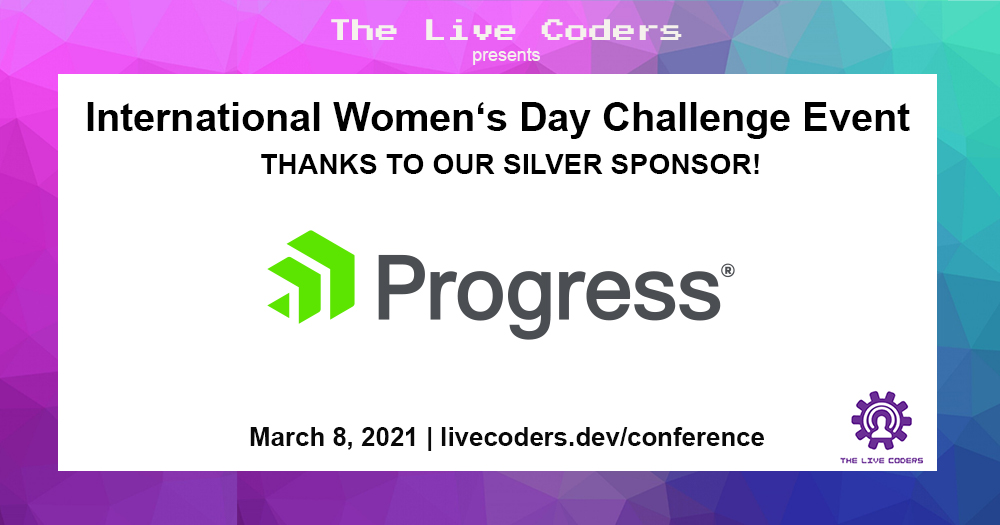 The Live Coders
presents
International Women‘s Day Challenge Event
THANKS TO OUR SILVER SPONSOR!
Progress®
March 8, 2021 | livecoders.dev/conference
THE LIVE CODERS